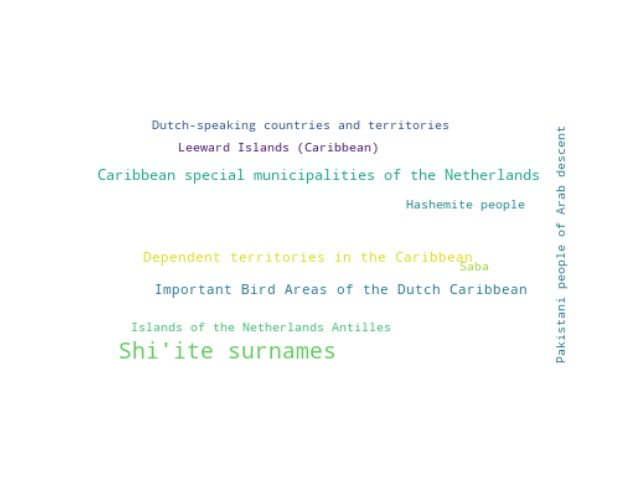 Dutch-speaking countries and territories
Leeward Islands (Caribbean)
Caribbean special municipalities of the Netherlands
Hashemite people
Dependent territories in the Caribbean
Saba
Important Bird Areas of the Dutch Caribbean
Islands of the Netherlands Antilles
Shi'ite surnames
Pakistani people of Arab descent